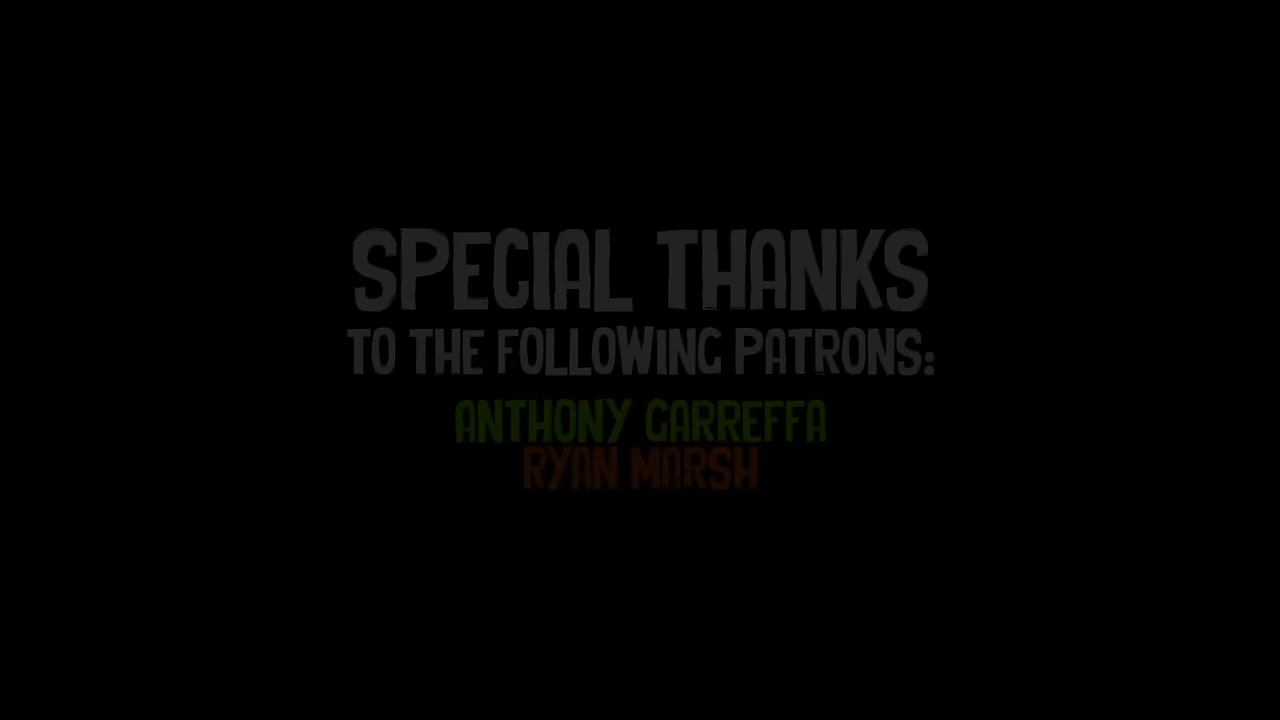 SPECIAL THANKS
TO THE FOLLOWING PATRONS:
ANTHONY GARREFFA
RYAN MARSH